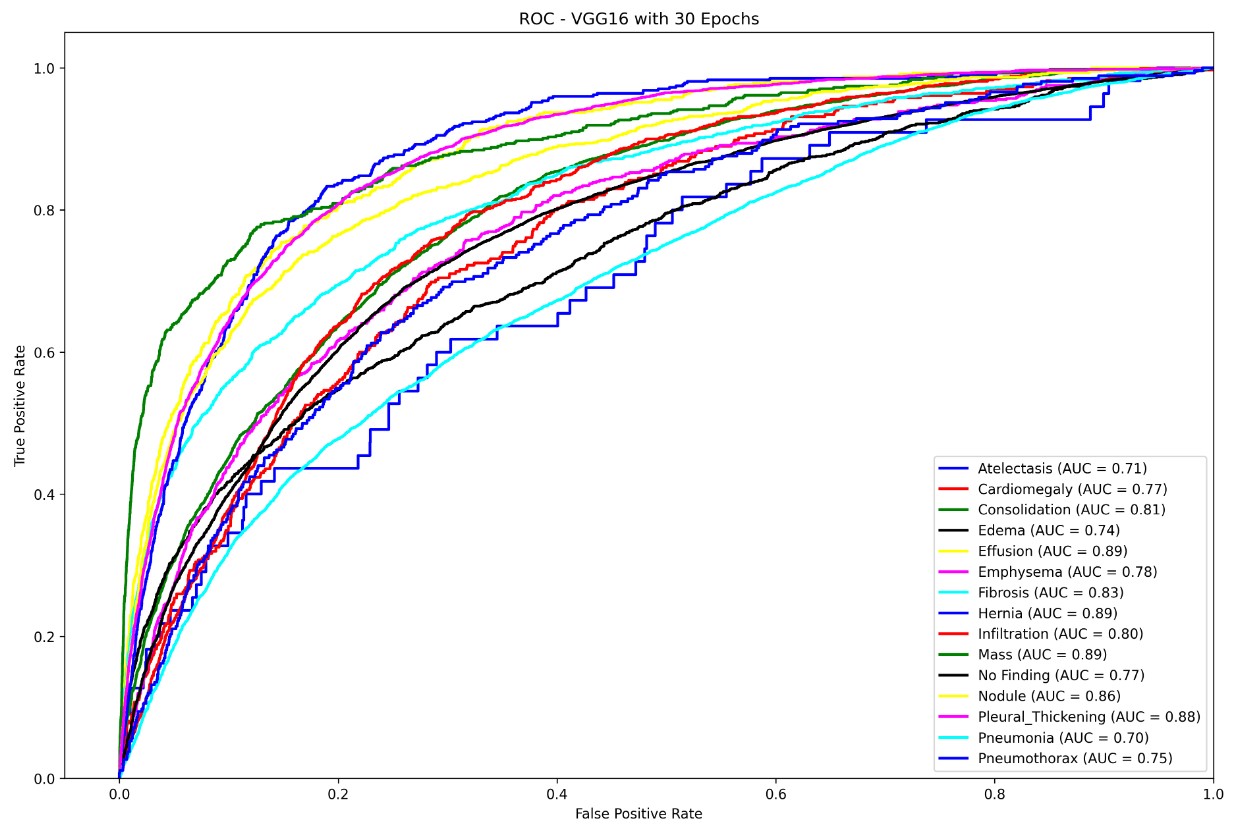 ROC - VGG16 with 30 Epochs
True Positive Rate
1.0
0.8
0.6
0.4
0.2
0.0
Atelectasis (AUC = 0.71)
Cardiomegaly (AUC = 0.77)
Consolidation (AUC = 0.81)
Edema (AUC = 0.74)
Effusion (AUC = 0.89)
Emphysema (AUC = 0.78)
Fibrosis (AUC = 0.83)
Hernia (AUC = 0.89)
Infiltration (AUC = 0.80)
Mass (AUC = 0.89)
No Finding (AUC = 0.77)
Nodule (AUC = 0.86)
Pleural_Thickening (AUC = 0.88)
Pneumonia (AUC = 0.70)
Pneumothorax (AUC = 0.75)
0.0 0.2 0.4 0.6 0.8 1.0
False Positive Rate